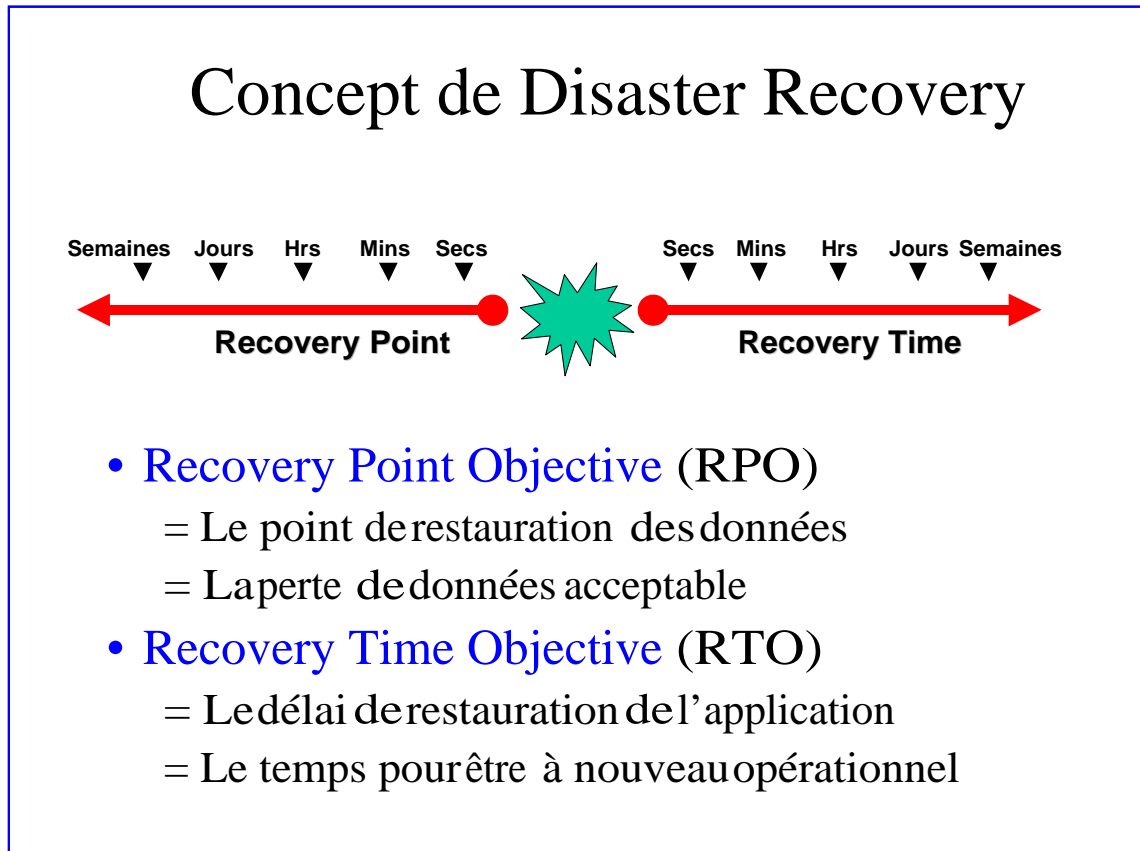 Concept de Disaster Recovery
Semaines Jours Hrs Mins Secs Secs Mins Hrs Jours Semaines
Recovery Point Recovery Time
• Recovery Point Objective (RPO)
= Le point de restauration des données
= La perte de données acceptable
• Recovery Time Objective (RTO)
= Le délai de restauration de l’application
= Le temps pour être à nouveau opérationnel